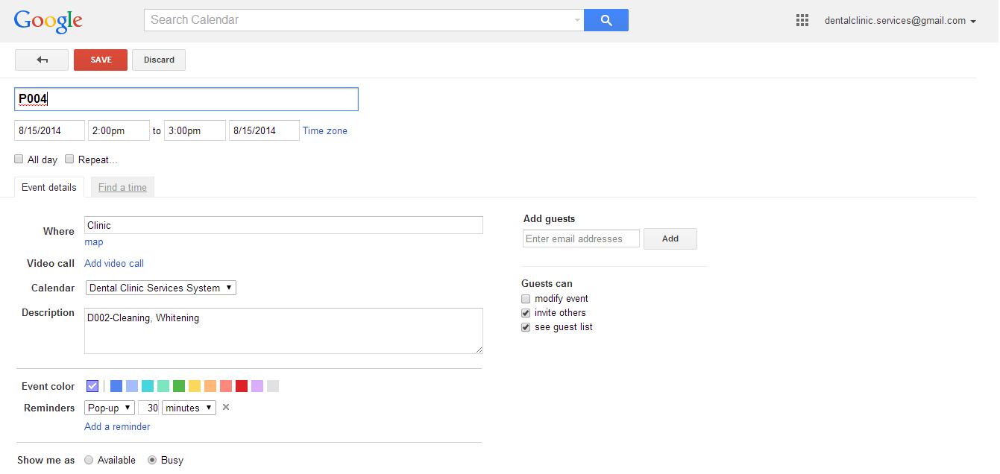 Google Search Calendar dentalclinic.services@gmail.com
SAVE Discard
P004
8/15/2014 2:00pm to 3:00pm 8/15/2014 Time zone
All day Repeat...
Event details Find a time
Where Clinic
map
Video call Add video call
Calendar Dental Clinic Services System
Description D002-Cleaning, Whitening
Event color
Reminders Pop-up 30 minutes
Add a reminder
Show me as Available Busy
Add guests
Enter email addresses Add
Guests can
modify event
invite others
see guest list